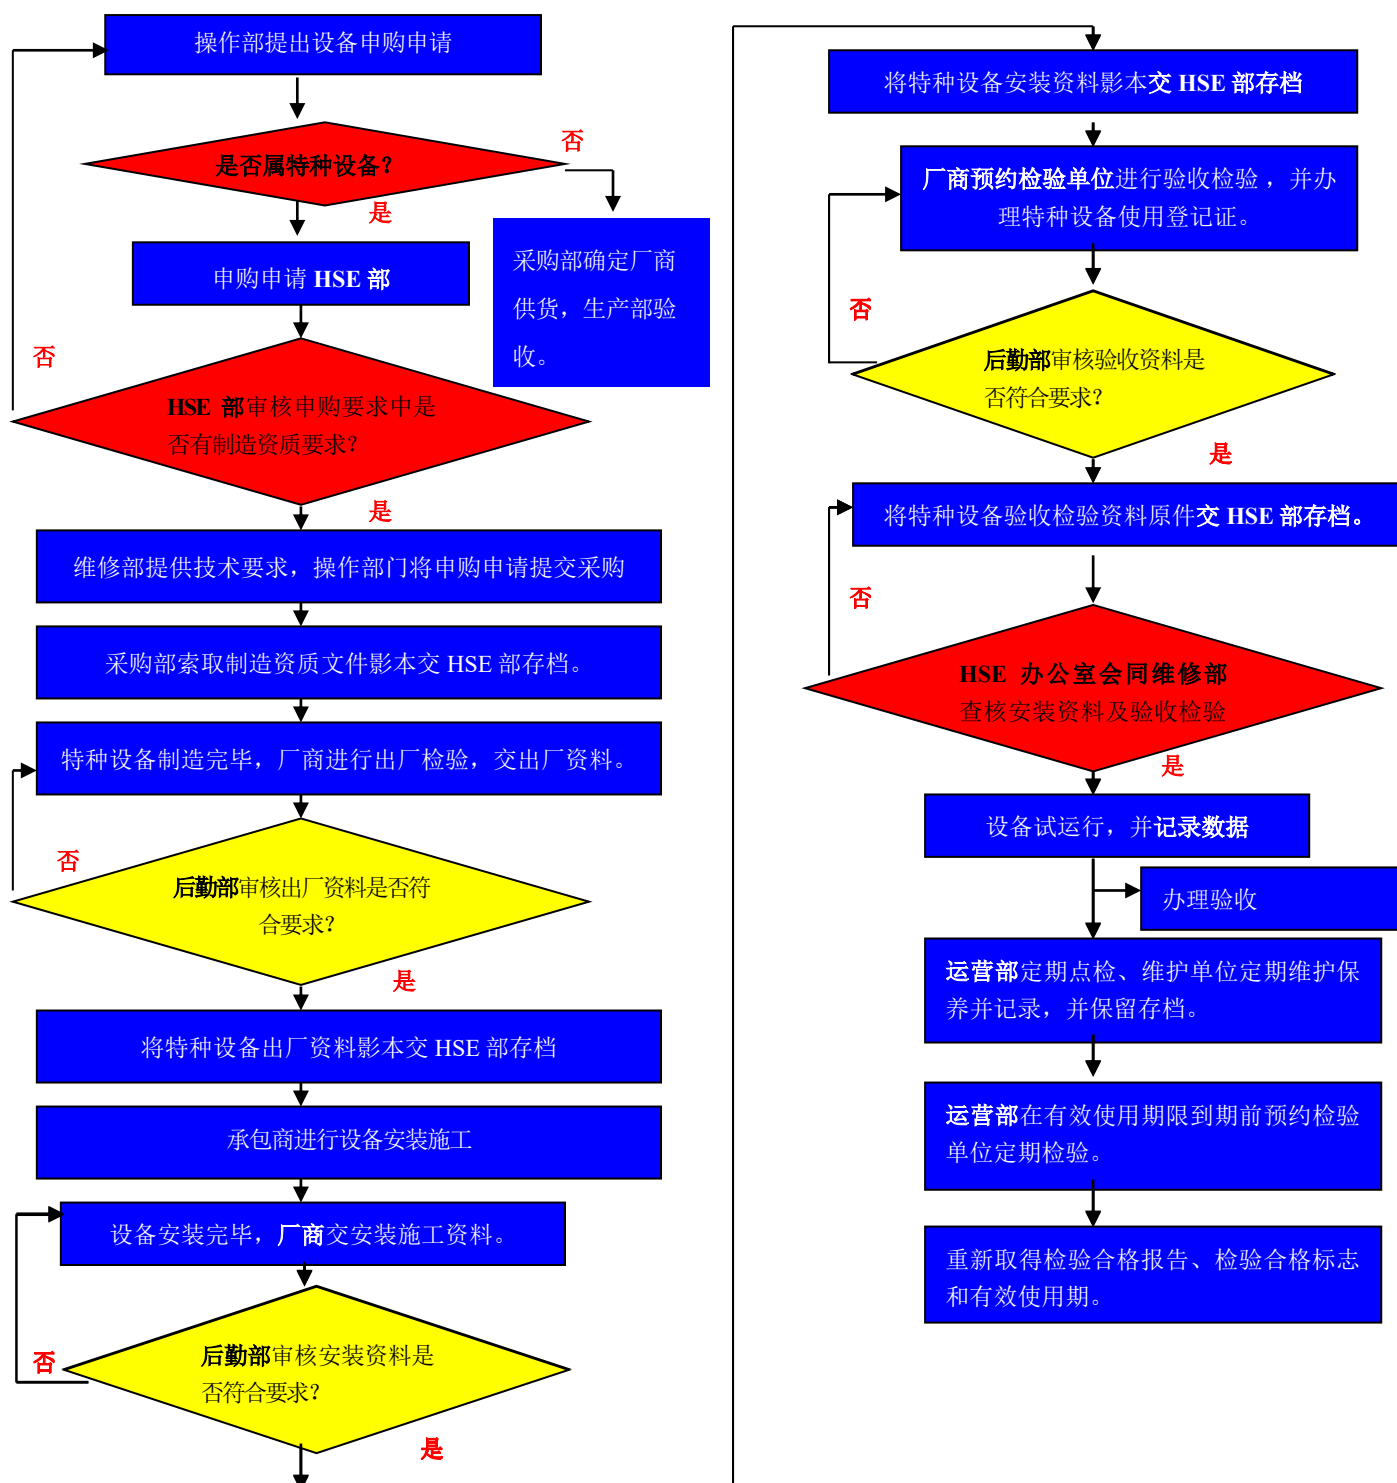 操作部提出设备申购申请
是否属特种设备？
否
是
申购申请 HSE 部
采购部确定厂商
供货，生产部验
收。
否
HSE 部审核申购要求中是
否有制造资质要求？
是
维修部提供技术要求，操作部门将申购申请提交采购
采购部索取制造资质文件影本交 HSE 部存档。
特种设备制造完毕，厂商进行出厂检验，交出厂资料。
否
后勤部审核出厂资料是否符
合要求？
是
将特种设备出厂资料影本交 HSE 部存档
承包商进行设备安装施工
设备安装完毕，厂商交安装施工资料。
否
后勤部审核安装资料是
否符合要求？
是
将特种设备安装资料影本交 HSE 部存档
厂商预约检验单位进行验收检验 ，并办
理特种设备使用登记证。
否
后勤部审核验收资料是
否符合要求？
是
将特种设备验收检验资料原件交 HSE 部存档。
否
HSE 办公室会同维修部
查核安装资料及验收检验
是
设备试运行，并记录数据
办理验收
运营部定期点检、维护单位定期维护保
养并记录，并保留存档。
运营部在有效使用期限到期前预约检验
单位定期检验。
重新取得检验合格报告、检验合格标志
和有效使用期。